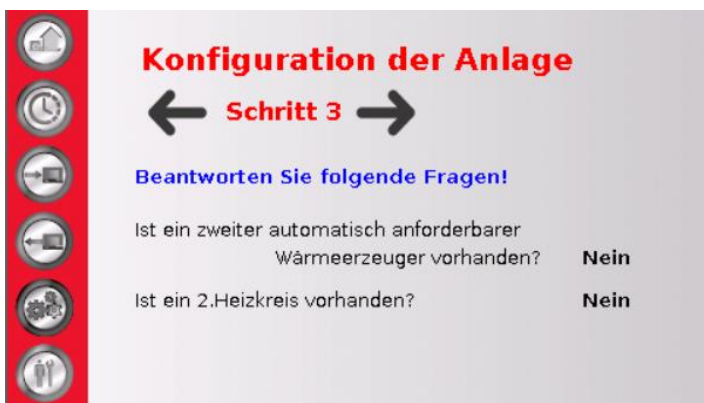 Konfiguration der Anlage
Schritt 3
Beantworten Sie folgende Fragen!
Ist ein zweiter automatisch anforderbarer
Wärmeerzeuger vorhanden? Nein
Ist ein 2.Heizkreis vorhanden? Nein